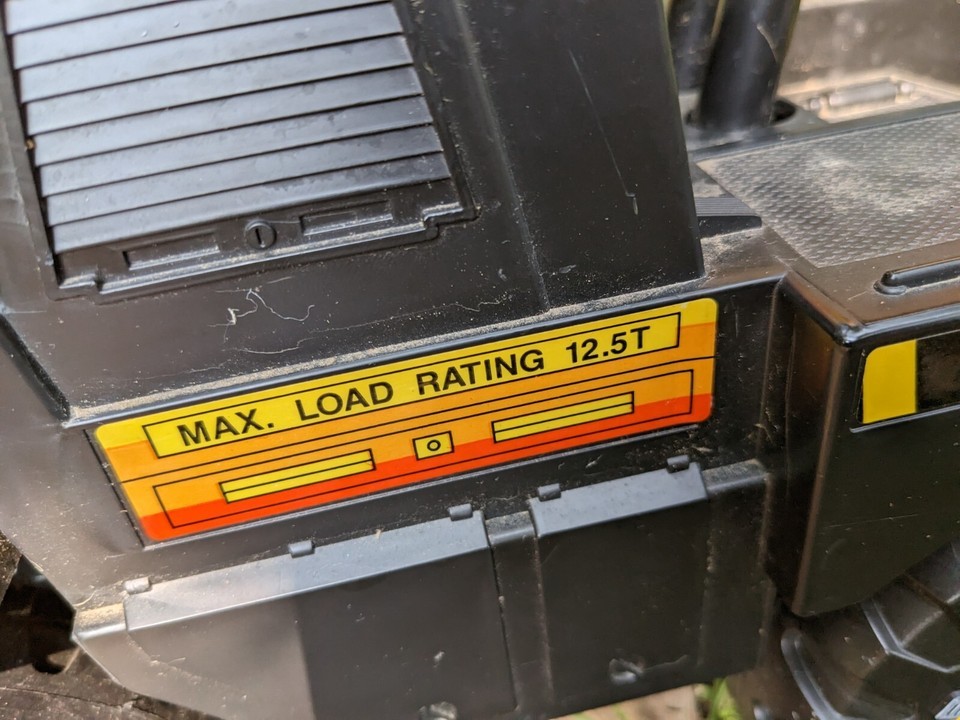 MAX. LOAD RATING 12.5T